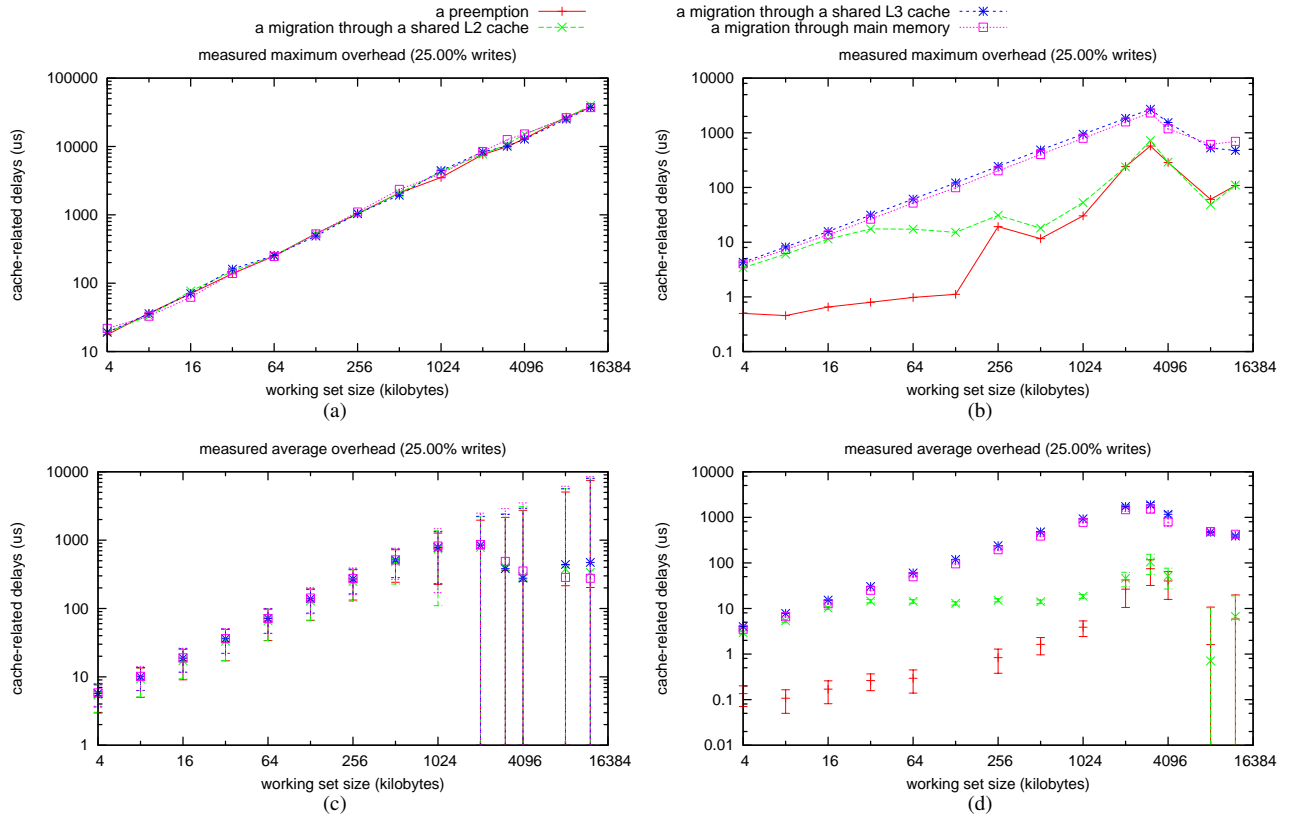 a preemption
a migration through a shared L2 cache
a migration through a shared L3 cache
a migration through main memory
measured maximum overhead (25.00% writes)
100000
10000
1000
100
10
cache-related delays (us)
4 16 64 256 1024 4096 16384
working set size (kilobytes)
(a)
measured maximum overhead (25.00% writes)
10000
1000
100
10
1
0.1
cache-related delays (us)
4 16 64 256 1024 4096 16384
working set size (kilobytes)
(b)
measured average overhead (25.00% writes)
10000
1000
100
10
1
cache-related delays (us)
4 16 64 256 1024 4096 16384
working set size (kilobytes)
(c)
measured average overhead (25.00% writes)
10000
1000
100
10
1
0.1
0.01
cache-related delays (us)
4 16 64 256 1024 4096 16384
working set size (kilobytes)
(d)